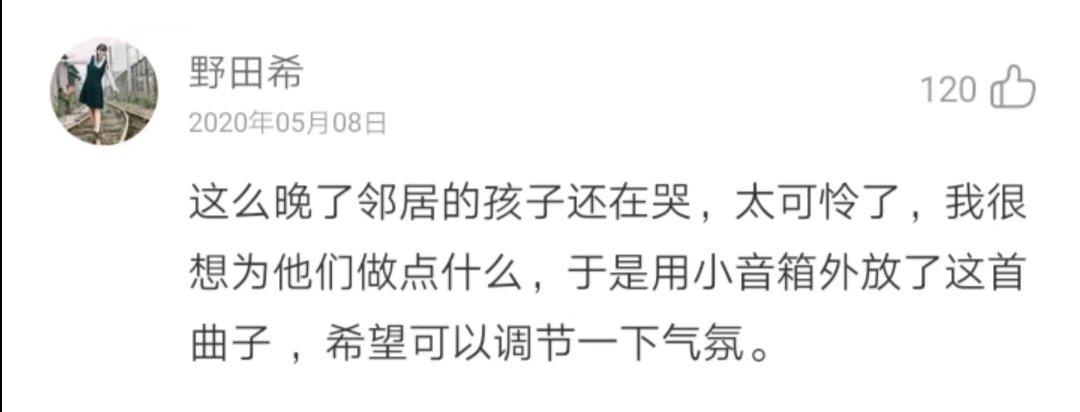 野田希
120
2020年05月08日
这么晚了邻居的孩子还在哭，太可怜了，我很
想为他们做点什么，于是用小音箱外放了这首
曲子，希望可以调节一下气氛。